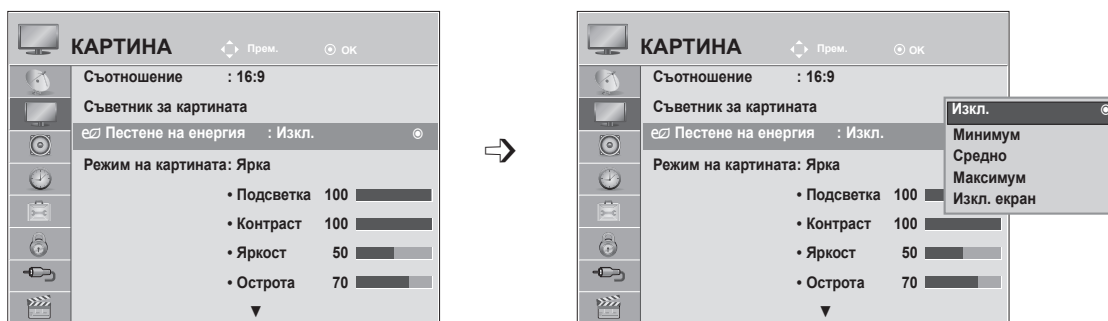 КАРТИНА Прем. ОК
Съотношение : 16:9
Съветник за картината
Пестене на енергия : Изкл.
Режим на картината: Ярка
• Подсветка 100
• Контраст 100
• Яркост 50
• Острота 70
КАРТИНА Прем. ОК
Съотношение : 16:9
Съветник за картината
Пестене на енергия : Изкл.
Режим на картината: Ярка
• Подсветка 100
• Контраст 100
• Яркост 50
• Острота 70
Изкл.
Минимум
Средно
Максимум
Изкл. екран